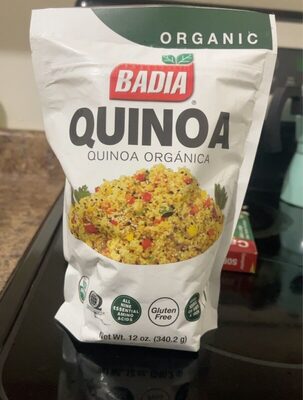 ORGANIC
BADIA
®
QUINOA
QUINOA ORGÁNICA
ALL
NINE
ESSENTIAL
AMINO
ACIDS
Gluten
Free
Net Wt. 12 oz. (340.2 g)